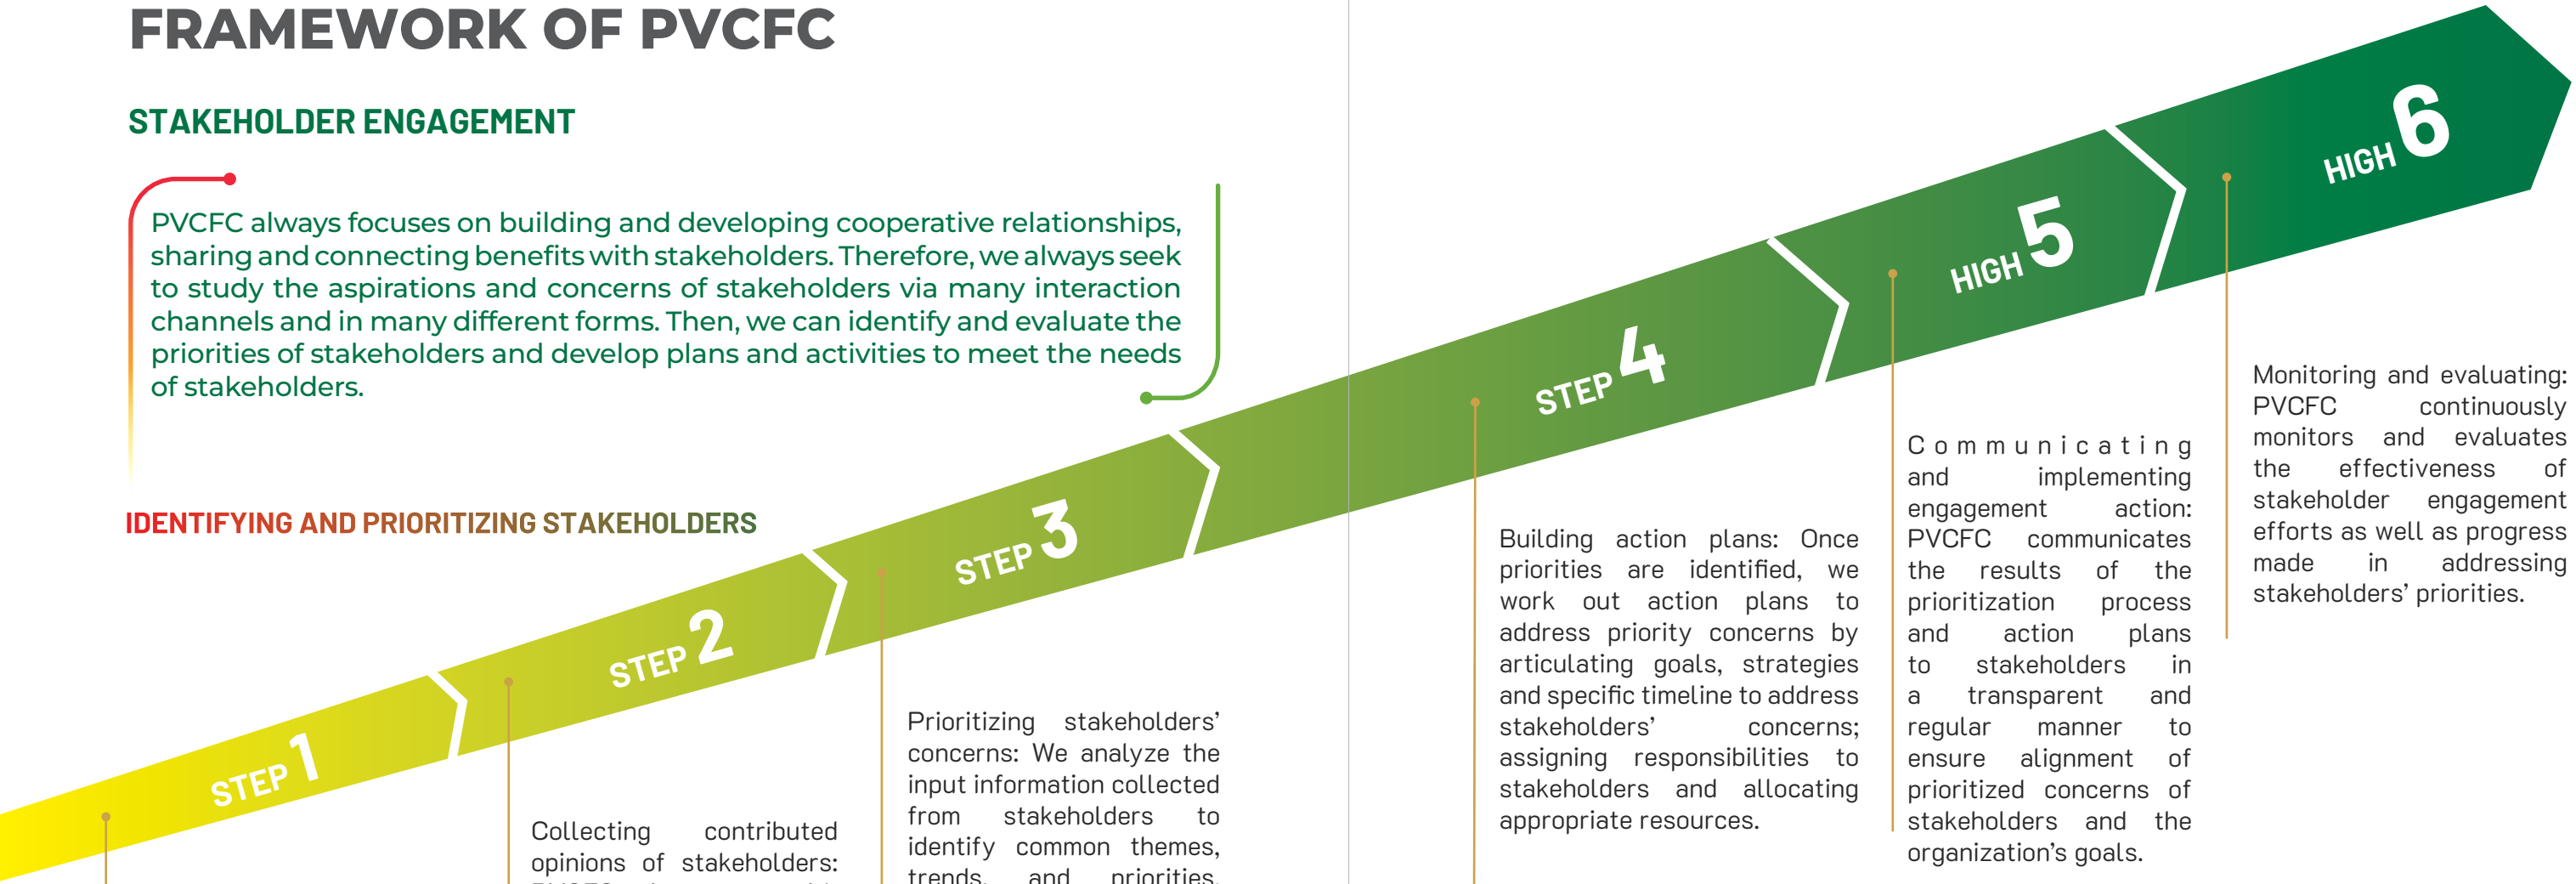 FRAMEWORK OF PVCFC
STAKEHOLDER ENGAGEMENT
PVCFC always focuses on building and developing cooperative relationships,
sharing and connecting benefits with stakeholders. Therefore, we always seek
to study the aspirations and concerns of stakeholders via many interaction
channels and in many different forms. Then, we can identify and evaluate the
priorities of stakeholders and develop plans and activities to meet the needs
of stakeholders.
IDENTIFYING AND PRIORITIZING STAKEHOLDERS
STEP 1
STEP 2
Collecting contributed
opinions of stakeholders:
STEP 3
Prioritizing stakeholders’
concerns: We analyze the
input information collected
from stakeholders to
identify common themes,
trends, and priorities,
STEP 4
Building action plans: Once
priorities are identified, we
work out action plans to
address priority concerns by
articulating goals, strategies
and specific timeline to address
stakeholders’ concerns;
assigning responsibilities to
stakeholders and allocating
appropriate resources.
HIGH 5
Communicating
and implementing
engagement action:
PVCFC communicates
the results of the
prioritization process
and action plans
to stakeholders in
a transparent and
regular manner to
ensure alignment of
prioritized concerns of
stakeholders and the
organization’s goals.
HIGH 6
Monitoring and evaluating:
PVCFC continuously
monitors and evaluates
the effectiveness of
stakeholder engagement
efforts as well as progress
made in addressing
stakeholders’ priorities.